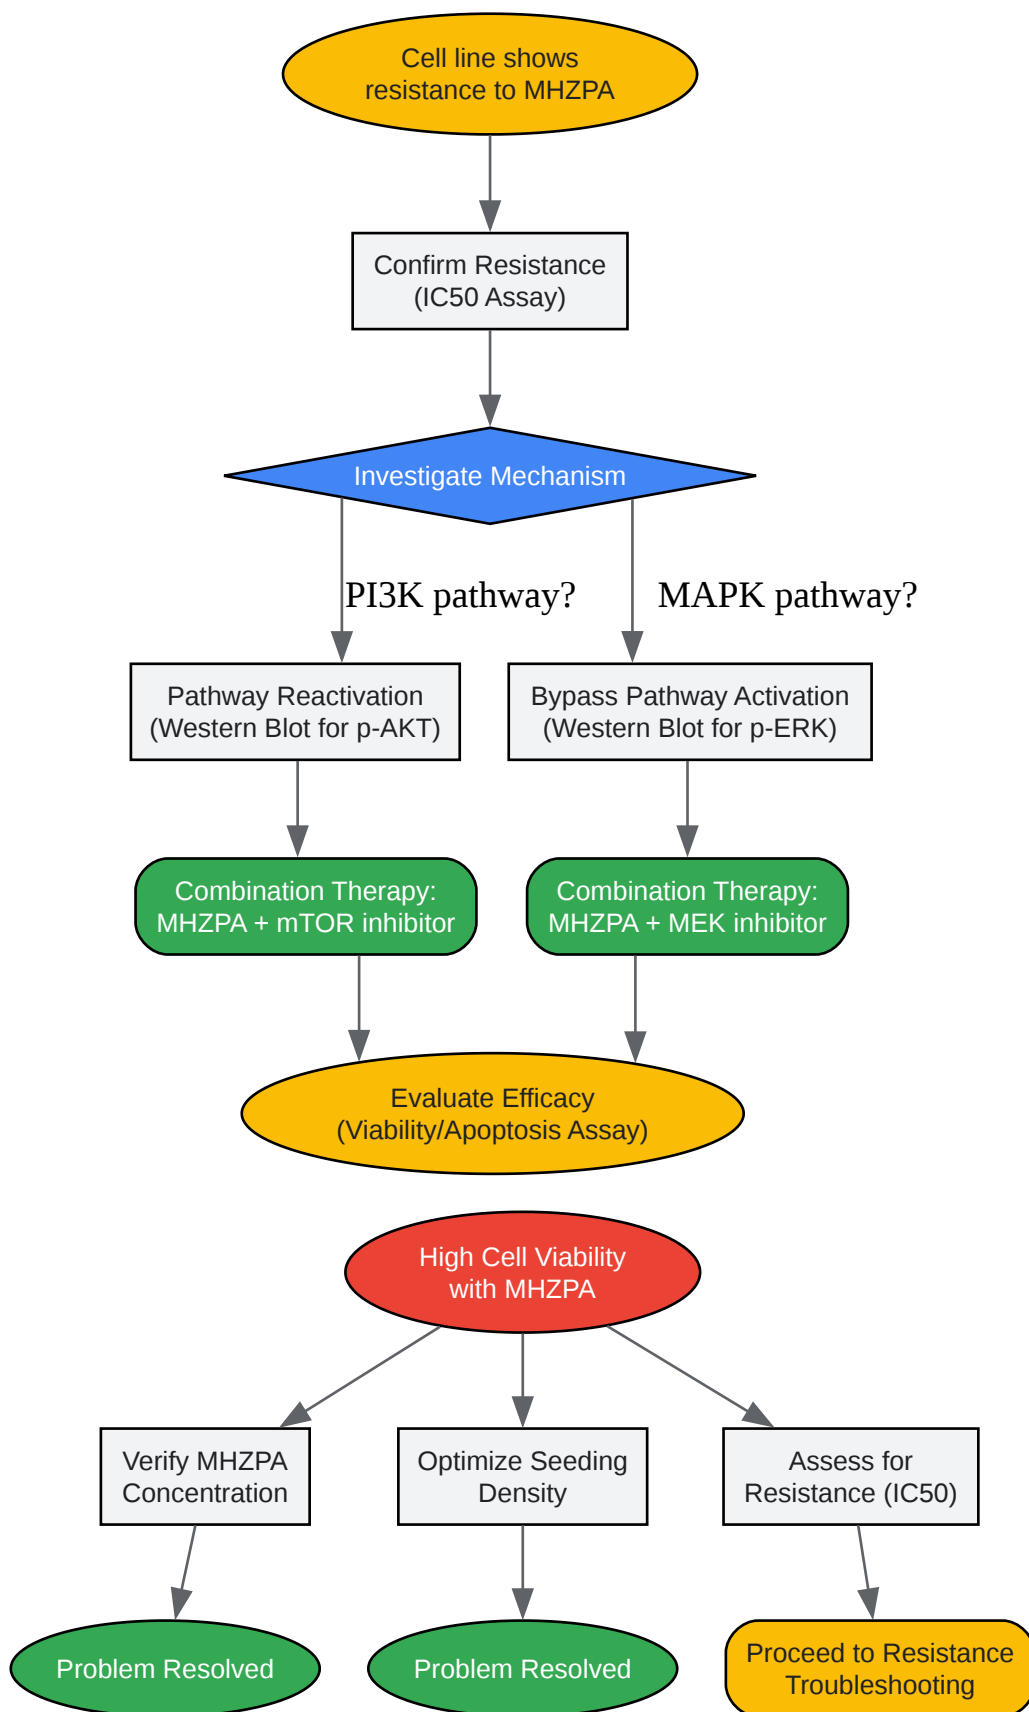 Cell line shows
resistance to MHZPA
Confirm Resistance
(IC50 Assay)
Investigate Mechanism
PI3K pathway?
MAPK pathway?
Pathway Reactivation
(Western Blot for p-AKT)
Bypass Pathway Activation
(Western Blot for p-ERK)
Combination Therapy:
MHZPA + mTOR inhibitor
Combination Therapy:
MHZPA + MEK inhibitor
Evaluate Efficacy
(Viability/Apoptosis Assay)
High Cell Viability
with MHZPA
Verify MHZPA
Concentration
Optimize Seeding
Density
Assess for
Resistance (IC50)
Problem Resolved
Problem Resolved
Proceed to Resistance
Troubleshooting